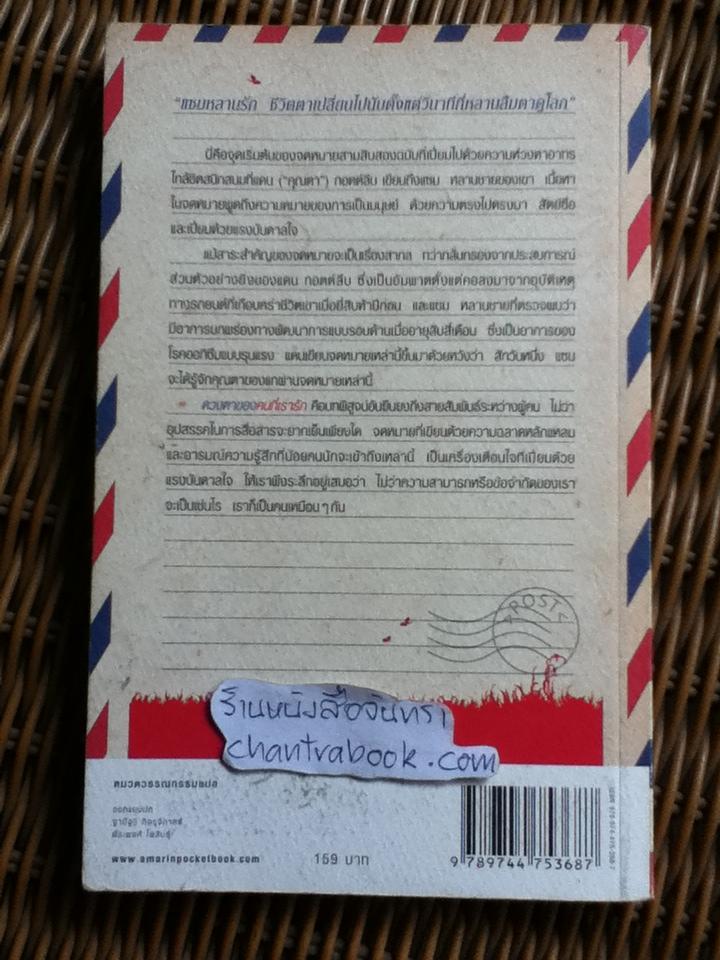 "แซมหลานรัก ชีวิตตาเปลี่ยนไปนับตั้งแต่วินาทีที่หลานลืมตาดูโลก"
นี่คือจุดเริ่มต้นของจดหมายสามสิบสองฉบับที่เปี่ยมไปด้วยความห่วงหาอาทร
ใกล้ชิดสนิทสนมที่แดน ("คุณตา") กอตต์ลีบ เขียนถึงแซม หลานชายของเขา เนื้อหา
ในจดหมายพูดถึงความหมายของการเป็นมนุษย์ ด้วยความตรงไปตรงมา สัตย์ซื่อ
และเปี่ยมด้วยแรงบันดาลใจ
แม้สาระสำคัญของจดหมายจะเป็นเรื่องสากล ทว่ากลั่นกรองจากประสบการณ์
ส่วนตัวอย่างยิ่งของแดน กอตต์ลีบ ซึ่งเป็นอัมพาตตั้งแต่คอลงมาจากอุบัติเหตุ
ทางรถยนต์ที่เกือบคร่าชีวิตเขาเมื่อยี่สิบห้าปีก่อน และแซม หลานชายที่ตรวจพบว่า
มีอาการบกพร่องทางพัฒนาการแบบรอบด้านเมื่ออายุสิบสี่เดือน ซึ่งเป็นอาการของ
โรคออทิซึมแบบรุนแรง แดนเขียนจดหมายเหล่านี้ขึ้นมาด้วยหวังว่า สักวันหนึ่ง แซม
จะได้รู้จักคุณตาของแกผ่านจดหมายเหล่านี้
ดวงตาของคนที่เรารัก คือบทพิสูจน์อันยืนยงถึงสายสัมพันธ์ระหว่างผู้คน ไม่ว่า
อุปสรรคในการสื่อสารจะยากเย็นเพียงใด จดหมายที่เขียนด้วยความฉลาดหลักแหลม
และอารมณ์ความรู้สึกที่น้อยคนนักจะเข้าถึงเหล่านี้ เป็นเครื่องเตือนใจที่เปี่ยมด้วย
แรงบันดาลใจ ให้เราพึงระลึกอยู่เสมอว่า ไม่ว่าความสามารถหรือข้อจำกัดของเรา
จะเป็นเช่นไร เราก็เป็นคนเหมือนๆ กัน
POSTA
ร้านหนังสือจันทรา
chantrabook.com
หมวดวรรณกรรมแปล
ออกแบบปก
www.amarinpocketbook.com
159 บาท
9 789744 753687